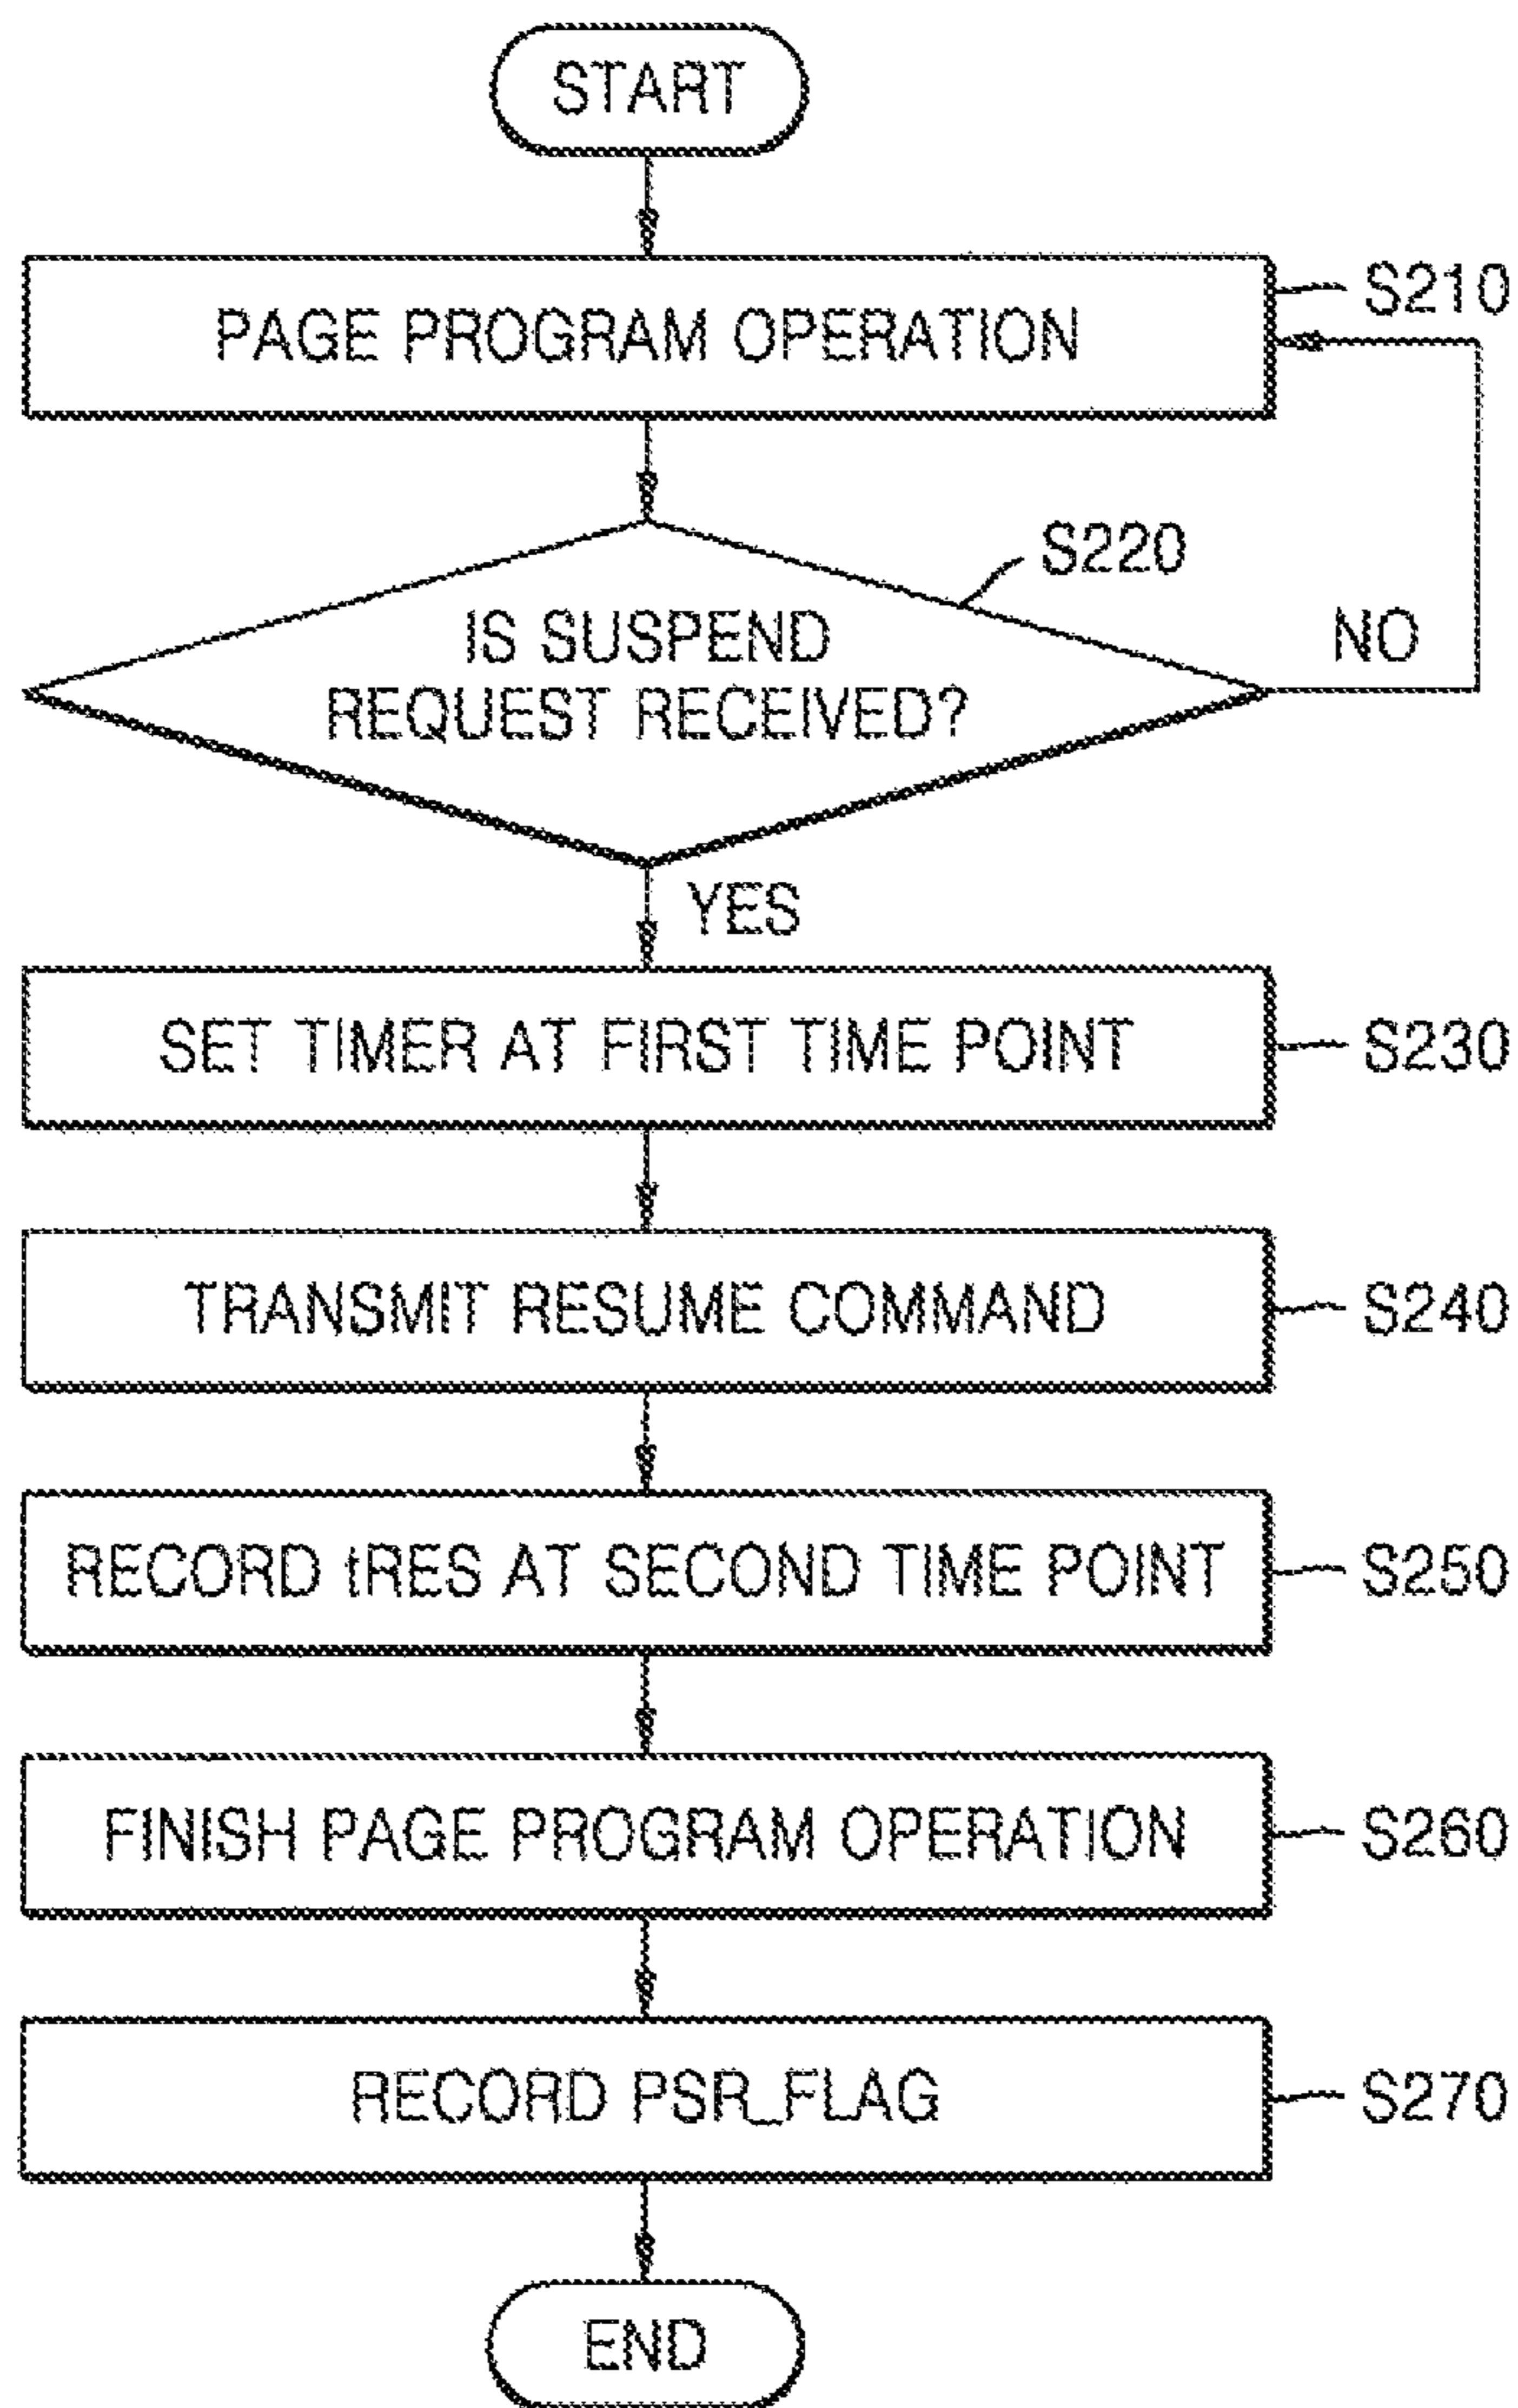 START
PAGE PROGRAM OPERATION
S210
S220
IS SUSPEND
REQUEST RECEIVED?
NO
YES
SET TIMER AT FIRST TIME POINT
S230
TRANSMIT RESUME COMMAND
S240
RECORD tRES AT SECOND TIME POINT
S250
FINISH PAGE PROGRAM OPERATION
S260
RECORD PSR_FLAG
S270
END